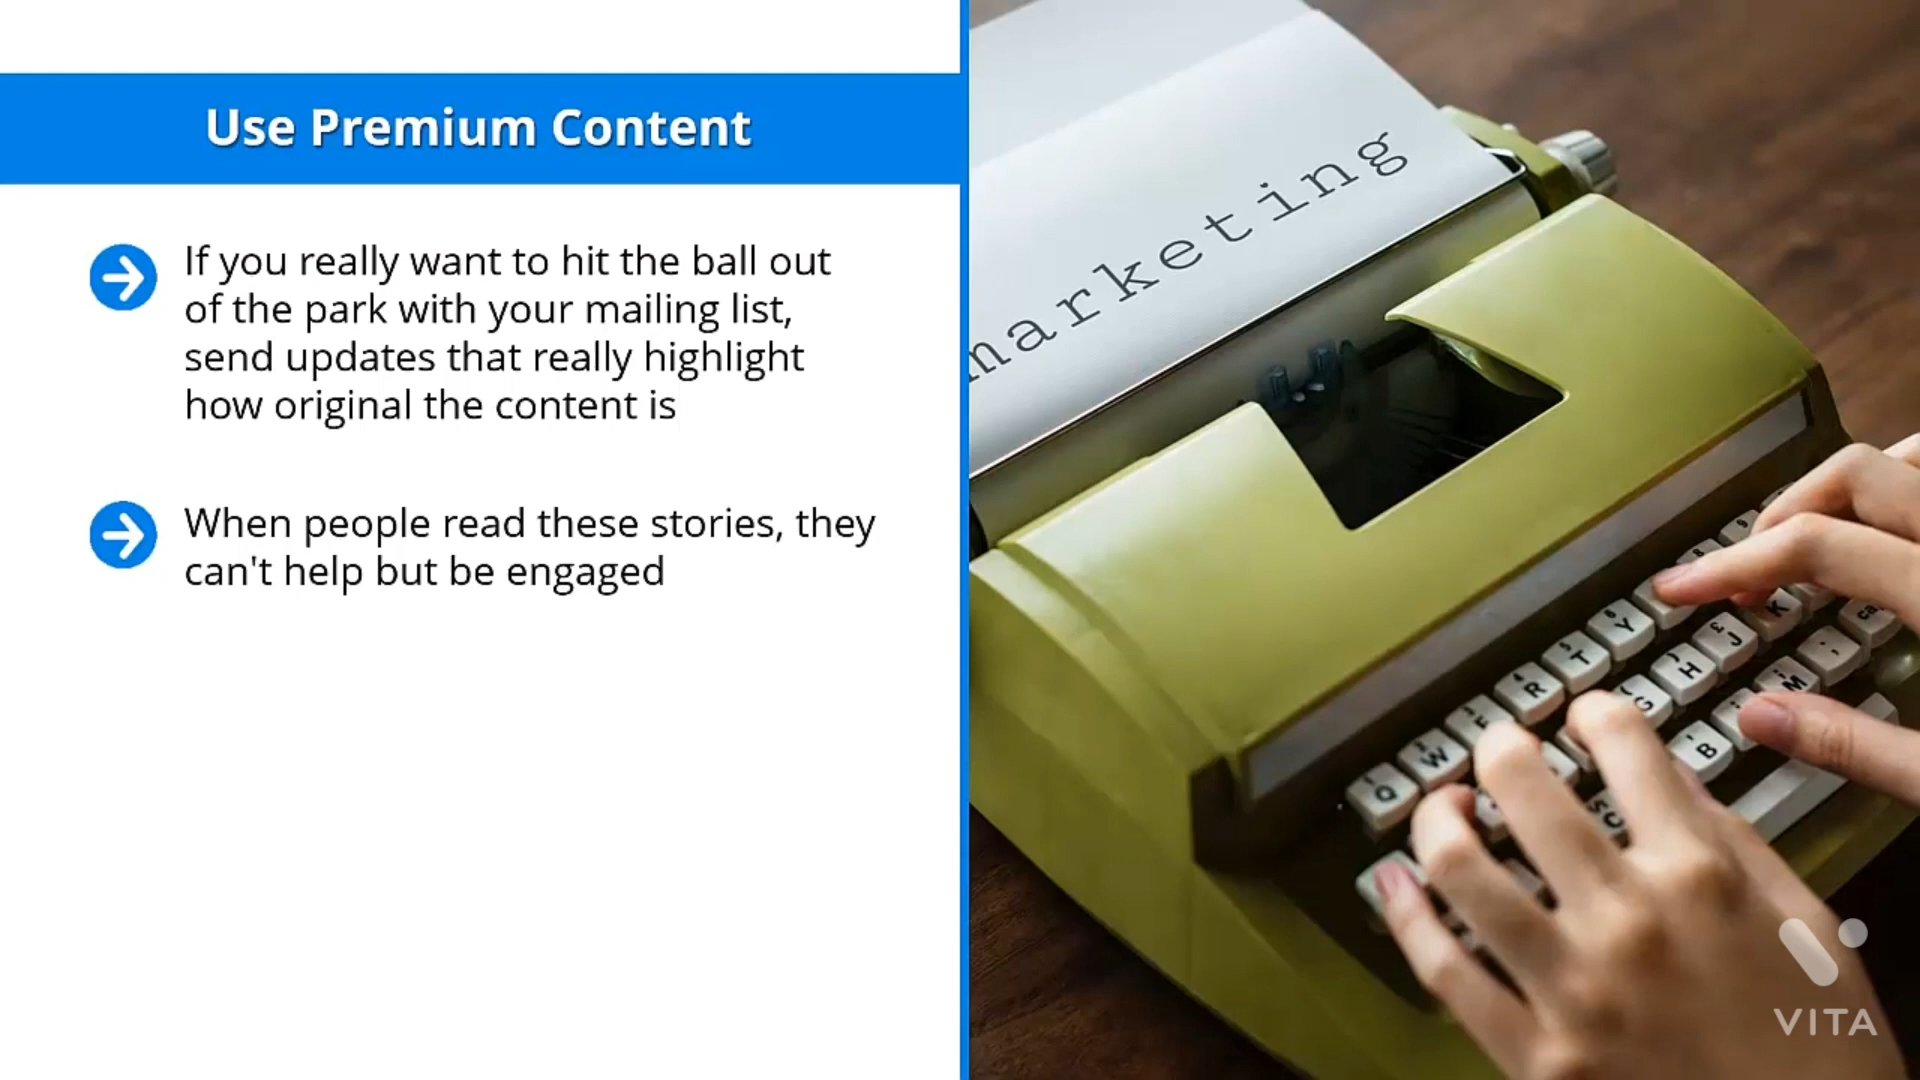 Use Premium Content
If you really want to hit the ball out
of the park with your mailing list,
send updates that really highlight
how original the content is
When people read these stories, they
can't help but be engaged
marketing
Q W E R T Y
G H J K
B M
VITA